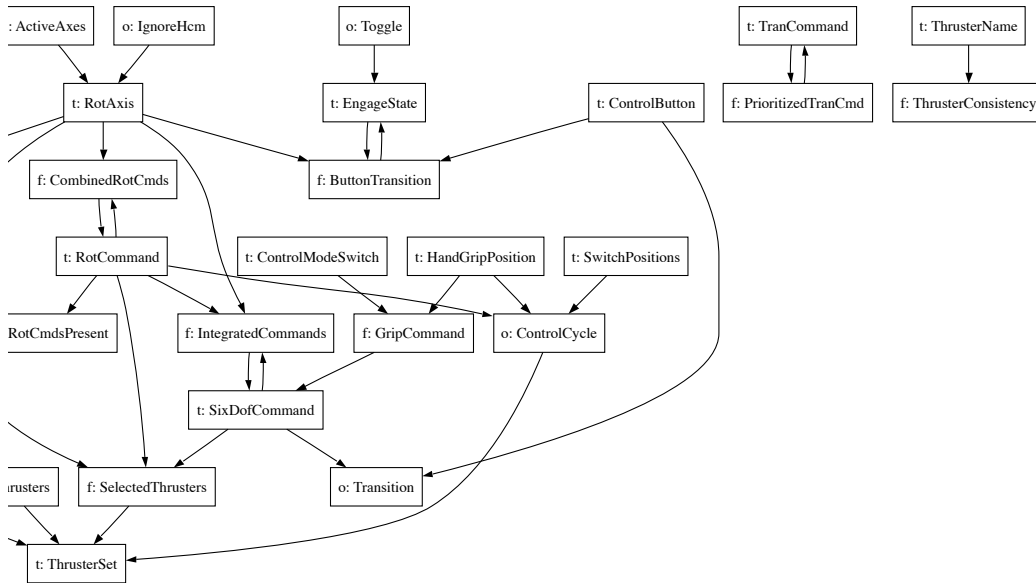 : ActiveAxes
o: IgnoreHcm
o: Toggle
t: TranCommand
t: ThrusterName
t: RotAxis
t: EngageState
t: ControlButton
f: PrioritizedTranCmd
f: ThrusterConsistency
f: CombinedRotCmds
f: ButtonTransition
t: RotCommand
t: ControlModeSwitch
t: HandGripPosition
t: SwitchPositions
RotCmdsPresent
f: IntegratedCommands
f: GripCommand
o: ControlCycle
t: SixDofCommand
f: SelectedThrusters
o: Transition
t: ThrusterSet